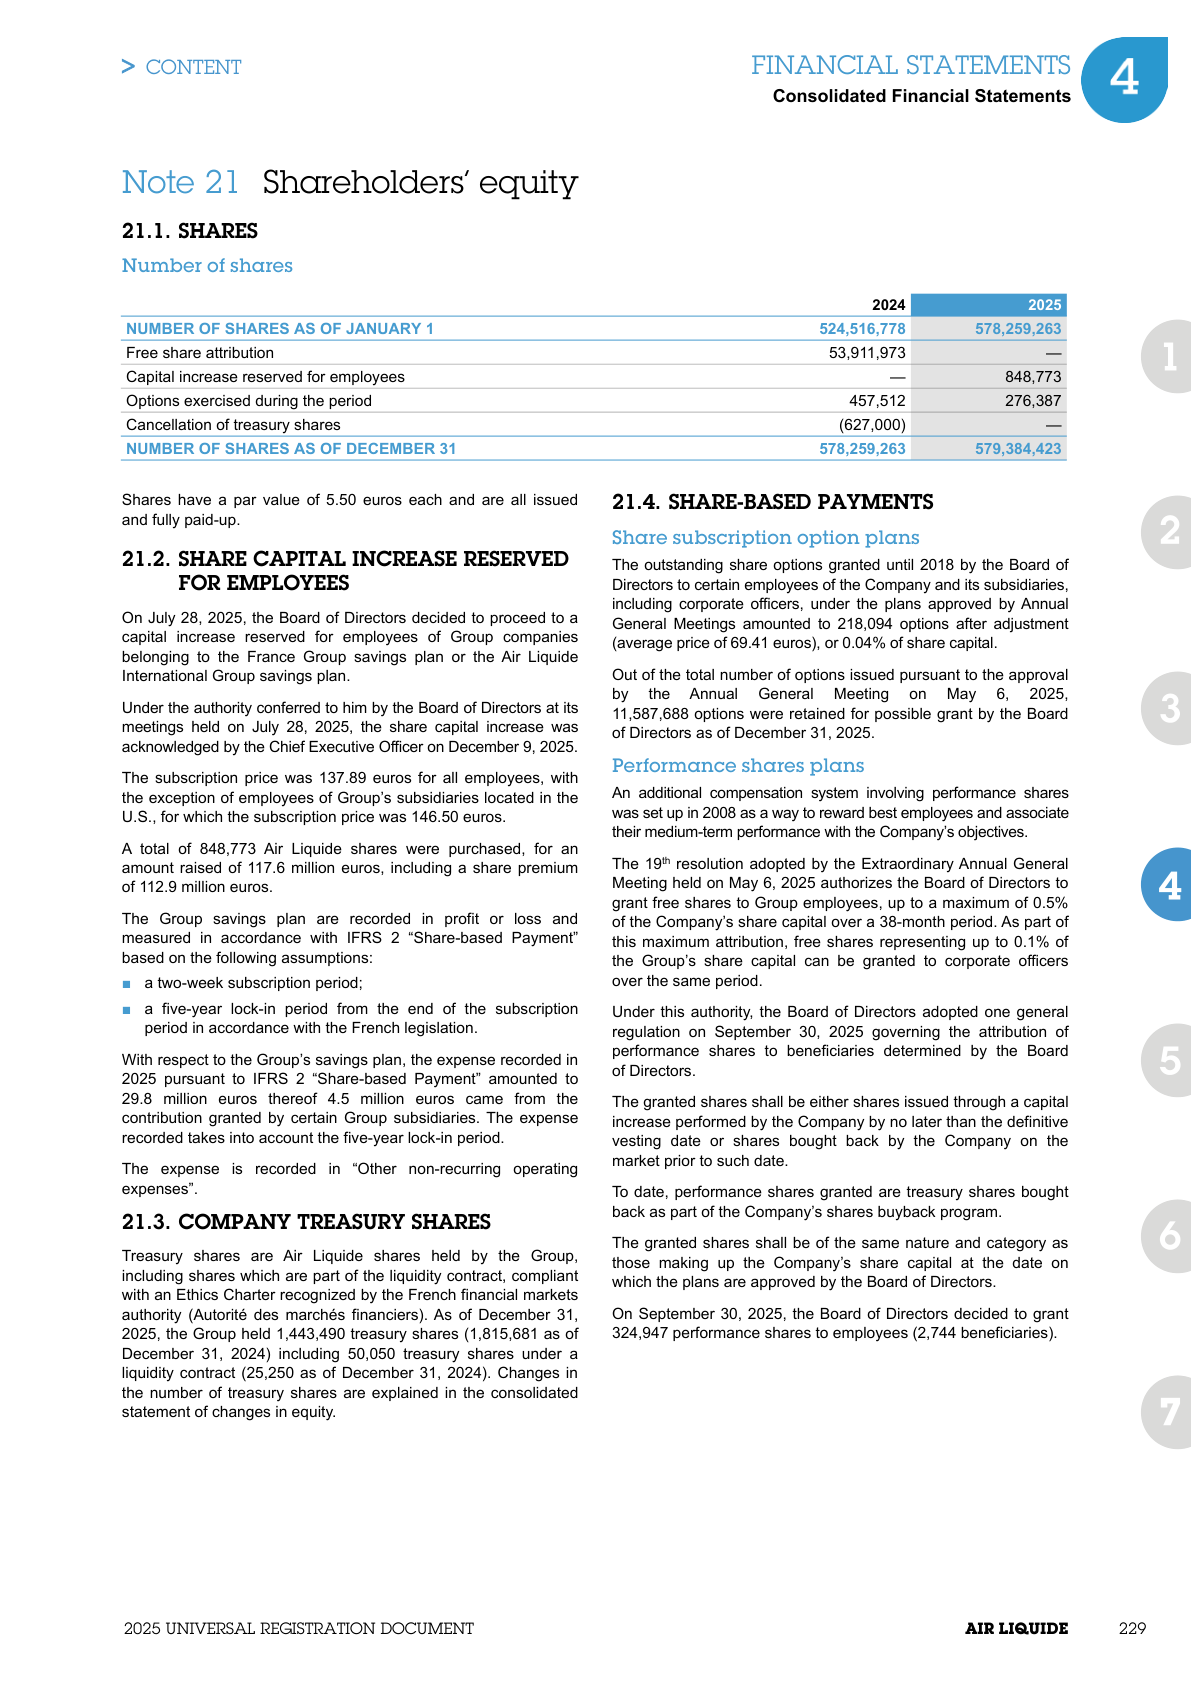 > CONTENT
FINANCIAL STATEMENTS
Consolidated Financial Statements
4
Note 21 Shareholders’ equity
21.1. SHARES
Number of shares
2024 2025
NUMBER OF SHARES AS OF JANUARY 1 524,516,778 578,259,263
Free share attribution 53,911,973 —
Capital increase reserved for employees — 848,773
Options exercised during the period 457,512 276,387
Cancellation of treasury shares (627,000) —
NUMBER OF SHARES AS OF DECEMBER 31 578,259,263 579,384,423
Shares have a par value of 5.50 euros each and are all issued
and fully paid-up.
21.2. SHARE CAPITAL INCREASE RESERVED
FOR EMPLOYEES
On July 28, 2025, the Board of Directors decided to proceed to a
capital increase reserved for employees of Group companies
belonging to the France Group savings plan or the Air Liquide
International Group savings plan.
Under the authority conferred to him by the Board of Directors at its
meetings held on July 28, 2025, the share capital increase was
acknowledged by the Chief Executive Officer on December 9, 2025.
The subscription price was 137.89 euros for all employees, with
the exception of employees of Group’s subsidiaries located in the
U.S., for which the subscription price was 146.50 euros.
A total of 848,773 Air Liquide shares were purchased, for an
amount raised of 117.6 million euros, including a share premium
of 112.9 million euros.
The Group savings plan are recorded in profit or loss and
measured in accordance with IFRS 2 “Share-based Payment”
based on the following assumptions:
■ a two-week subscription period;
■ a five-year lock-in period from the end of the subscription
period in accordance with the French legislation.
With respect to the Group’s savings plan, the expense recorded in
2025 pursuant to IFRS 2 “Share-based Payment” amounted to
29.8 million euros thereof 4.5 million euros came from the
contribution granted by certain Group subsidiaries. The expense
recorded takes into account the five-year lock-in period.
The expense is recorded in “Other non-recurring operating
expenses”.
21.3. COMPANY TREASURY SHARES
Treasury shares are Air Liquide shares held by the Group,
including shares which are part of the liquidity contract, compliant
with an Ethics Charter recognized by the French financial markets
authority (Autorité des marchés financiers). As of December 31,
2025, the Group held 1,443,490 treasury shares (1,815,681 as of
December 31, 2024) including 50,050 treasury shares under a
liquidity contract (25,250 as of December 31, 2024). Changes in
the number of treasury shares are explained in the consolidated
statement of changes in equity.
21.4. SHARE-BASED PAYMENTS
Share subscription option plans
The outstanding share options granted until 2018 by the Board of
Directors to certain employees of the Company and its subsidiaries,
including corporate officers, under the plans approved by Annual
General Meetings amounted to 218,094 options after adjustment
(average price of 69.41 euros), or 0.04% of share capital.
Out of the total number of options issued pursuant to the approval
by the Annual General Meeting on May 6, 2025,
11,587,688 options were retained for possible grant by the Board
of Directors as of December 31, 2025.
Performance shares plans
An additional compensation system involving performance shares
was set up in 2008 as a way to reward best employees and associate
their medium-term performance with the Company’s objectives.
The 19th resolution adopted by the Extraordinary Annual General
Meeting held on May 6, 2025 authorizes the Board of Directors to
grant free shares to Group employees, up to a maximum of 0.5%
of the Company’s share capital over a 38-month period. As part of
this maximum attribution, free shares representing up to 0.1% of
the Group’s share capital can be granted to corporate officers
over the same period.
Under this authority, the Board of Directors adopted one general
regulation on September 30, 2025 governing the attribution of
performance shares to beneficiaries determined by the Board
of Directors.
The granted shares shall be either shares issued through a capital
increase performed by the Company by no later than the definitive
vesting date or shares bought back by the Company on the
market prior to such date.
To date, performance shares granted are treasury shares bought
back as part of the Company’s shares buyback program.
The granted shares shall be of the same nature and category as
those making up the Company’s share capital at the date on
which the plans are approved by the Board of Directors.
On September 30, 2025, the Board of Directors decided to grant
324,947 performance shares to employees (2,744 beneficiaries).
1
2
3
4
5
6
7
2025 UNIVERSAL REGISTRATION DOCUMENT
AIR LIQUIDE 229